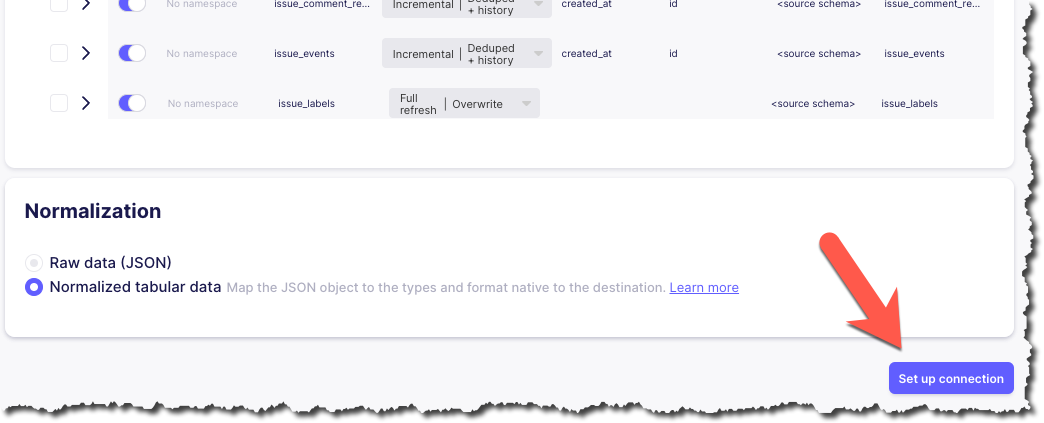 No namespace issue_comment_re... Incremental | Deduped + history created_at id <source schema> issue_comment_re...
No namespace issue_events Incremental | Deduped + history created_at id <source schema> issue_events
No namespace issue_labels Full refresh | Overwrite <source schema> issue_labels
Normalization
Raw data (JSON)
Normalized tabular data Map the JSON object to the types and format native to the destination. Learn more
Set up connection